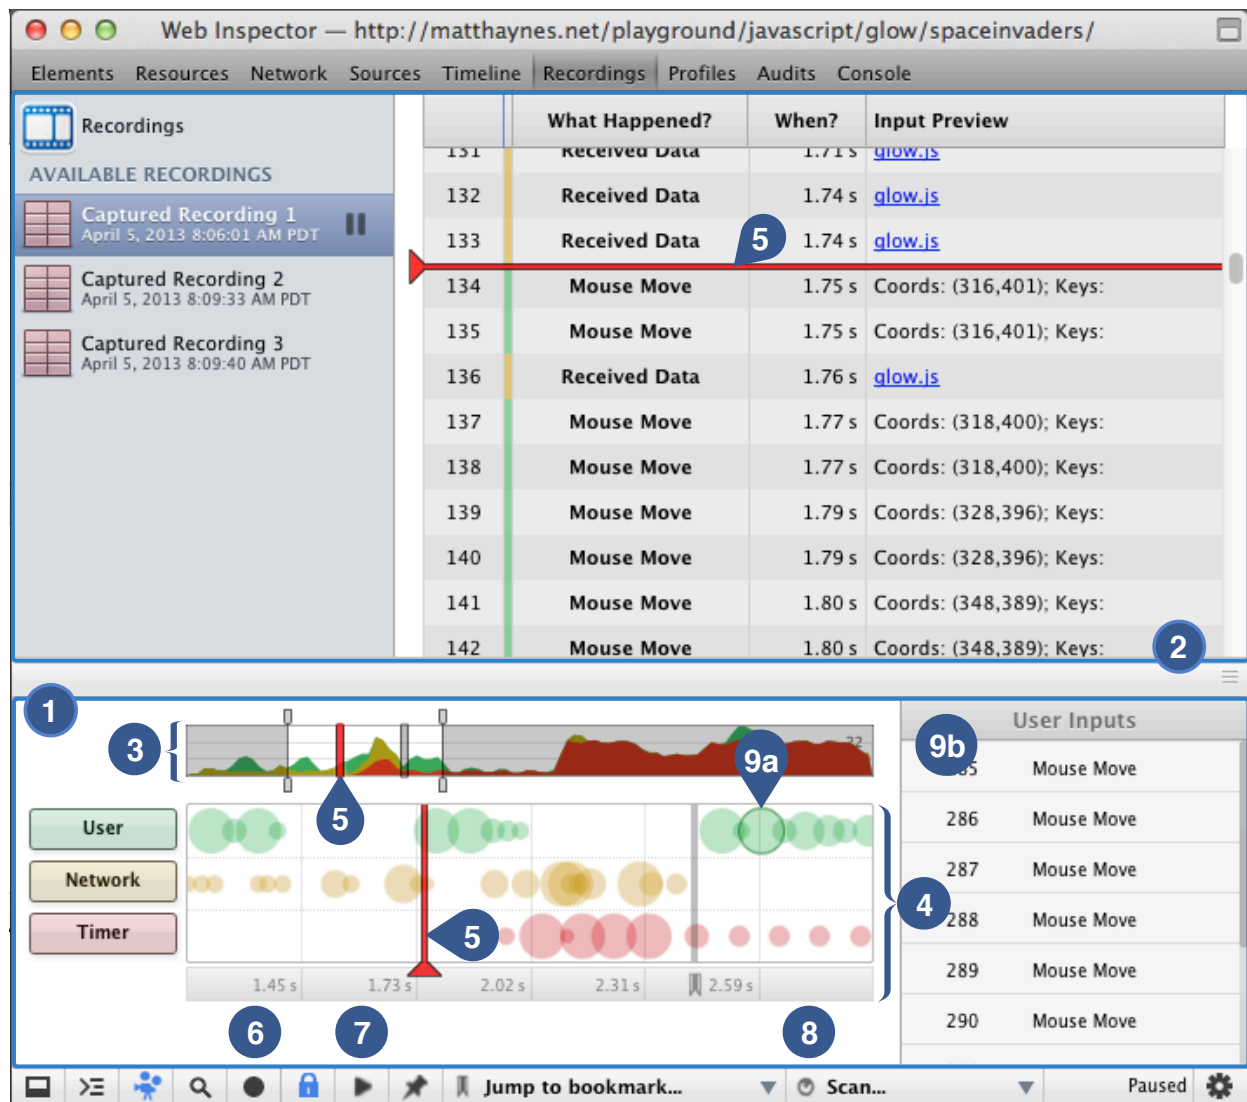 Web Inspector — http://matthaynes.net/playground/javascript/glow/spaceinvaders/
Elements Resources Network Sources Timeline Recordings Profiles Audits Console
Recordings
AVAILABLE RECORDINGS
Captured Recording 1
April 5, 2013 8:06:01 AM PDT
Captured Recording 2
April 5, 2013 8:09:33 AM PDT
Captured Recording 3
April 5, 2013 8:09:40 AM PDT
What Happened? When? Input Preview
131 Received Data 1.71 s glow.js
132 Received Data 1.74 s glow.js
133 Received Data 1.74 s glow.js
5
134 Mouse Move 1.75 s Coords: (316,401); Keys:
135 Mouse Move 1.75 s Coords: (316,401); Keys:
136 Received Data 1.76 s glow.js
137 Mouse Move 1.77 s Coords: (318,400); Keys:
138 Mouse Move 1.77 s Coords: (318,400); Keys:
139 Mouse Move 1.79 s Coords: (328,396); Keys:
140 Mouse Move 1.79 s Coords: (328,396); Keys:
141 Mouse Move 1.80 s Coords: (348,389); Keys:
142 Mouse Move 1.80 s Coords: (348,389); Keys:
2
1
3
22
5
9a
User
Network
Timer
5
4
1.45 s 1.73 s 2.02 s 2.31 s 2.59 s
6 7 8
User Inputs
9b
Mouse Move
286 Mouse Move
287 Mouse Move
288 Mouse Move
289 Mouse Move
290 Mouse Move
Jump to bookmark... Scan... Paused